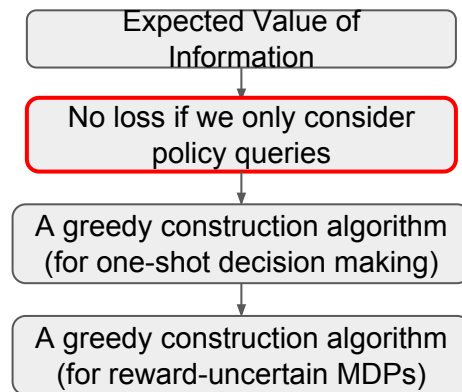 Expected Value of
Information
No loss if we only consider
policy queries
A greedy construction algorithm
(for one-shot decision making)
A greedy construction algorithm
(for reward-uncertain MDPs)